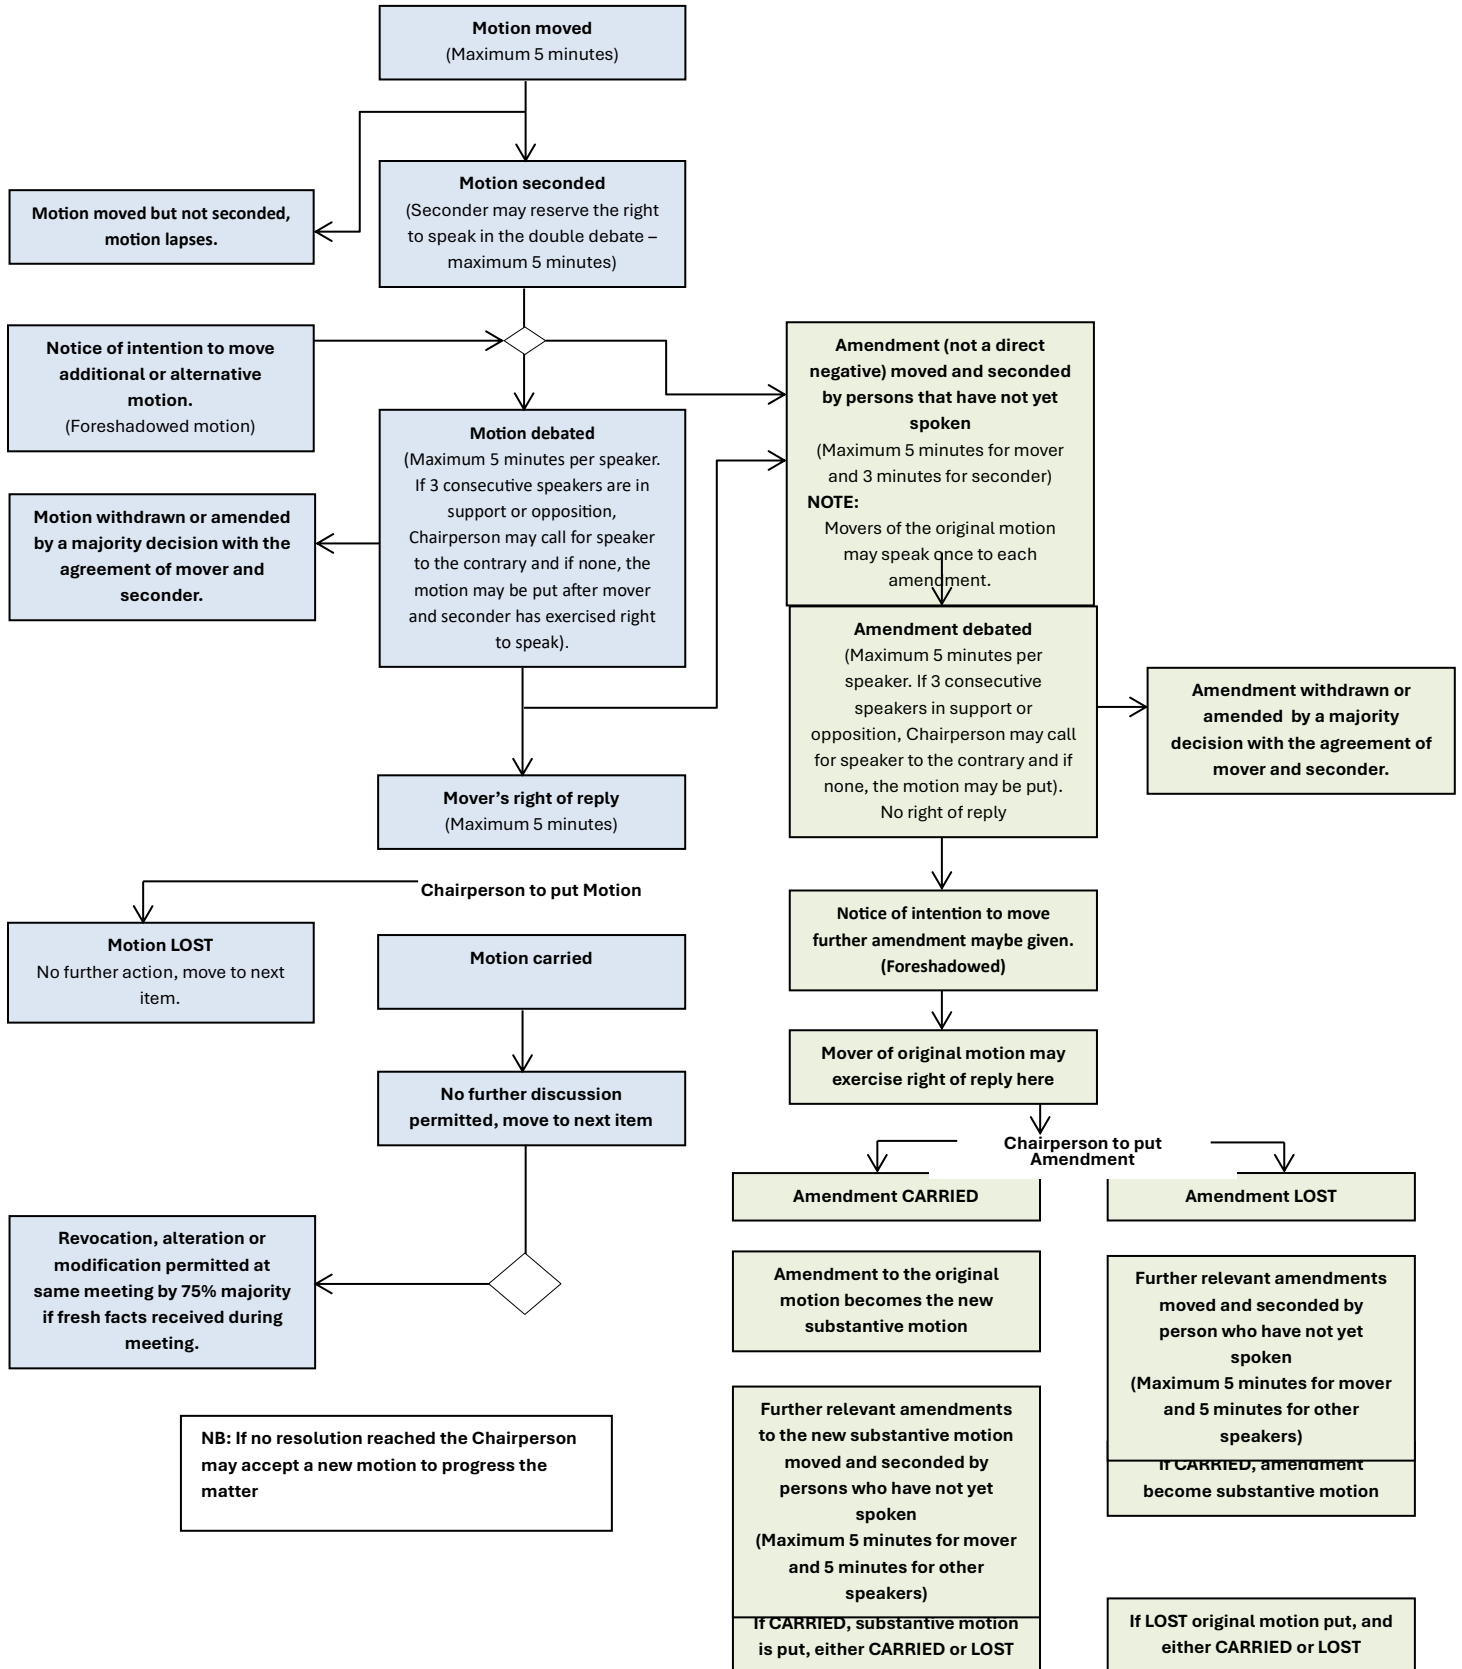 Motion moved
(Maximum 5 minutes)
Motion seconded
(Seconder may reserve the right
to speak in the double debate –
maximum 5 minutes)
Motion moved but not seconded,
motion lapses.
Notice of intention to move
additional or alternative
motion.
(Foreshadowed motion)
Motion debated
(Maximum 5 minutes per speaker.
If 3 consecutive speakers are in
support or opposition,
Chairperson may call for speaker
to the contrary and if none, the
motion may be put after mover
and seconder has exercised right
to speak).
Motion withdrawn or amended
by a majority decision with the
agreement of mover and
seconder.
Mover’s right of reply
(Maximum 5 minutes)
Chairperson to put Motion
Motion LOST
No further action, move to next
item.
Motion carried
No further discussion
permitted, move to next item
Revocation, alteration or
modification permitted at
same meeting by 75% majority
if fresh facts received during
meeting.
NB: If no resolution reached the Chairperson
may accept a new motion to progress the
matter
Amendment (not a direct
negative) moved and seconded
by persons that have not yet
spoken
(Maximum 5 minutes for mover
and 3 minutes for seconder)
NOTE:
Movers of the original motion
may speak once to each
amendment.
Amendment debated
(Maximum 5 minutes per
speaker. If 3 consecutive
speakers in support or
opposition, Chairperson may call
for speaker to the contrary and if
none, the motion may be put).
No right of reply
Amendment withdrawn or
amended by a majority
decision with the agreement of
mover and seconder.
Notice of intention to move
further amendment maybe given.
(Foreshadowed)
Mover of original motion may
exercise right of reply here
Chairperson to put
Amendment
Amendment CARRIED
Amendment to the original
motion becomes the new
substantive motion
Further relevant amendments
to the new substantive motion
moved and seconded by
persons who have not yet
spoken
(Maximum 5 minutes for mover
and 5 minutes for other
speakers)
If CARRIED, substantive motion
is put, either CARRIED or LOST
Amendment LOST
Further relevant amendments
moved and seconded by
person who have not yet
spoken
(Maximum 5 minutes for mover
and 5 minutes for other
speakers)
If CARRIED, amendment
become substantive motion
If LOST original motion put, and
either CARRIED or LOST